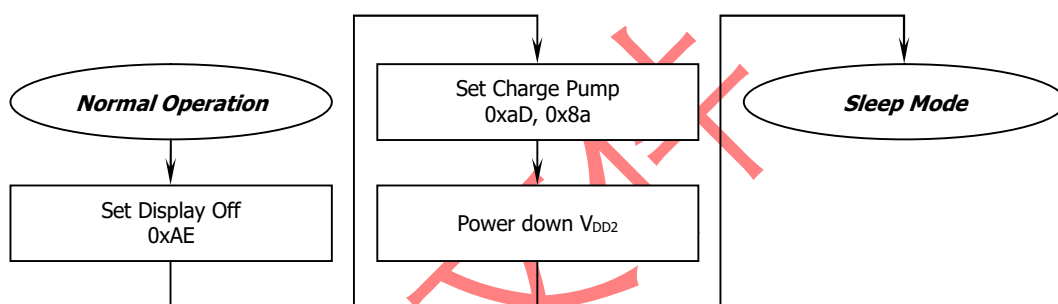 Normal Operation
Set Display Off
0xAE
Set Charge Pump
0xaD, 0x8a
Power down VDD2
Sleep Mode